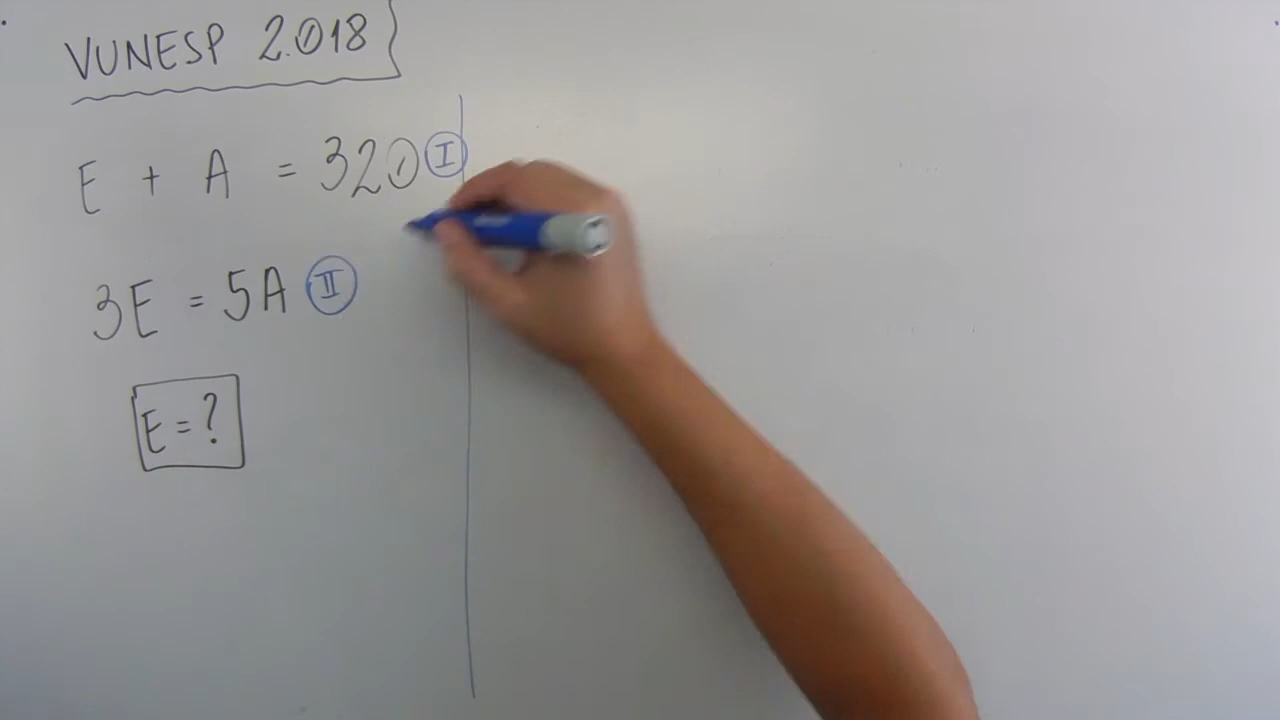 VUNESP 2018
E + A = 320 Ⓘ
3E = 5A Ⅱ
E = ?